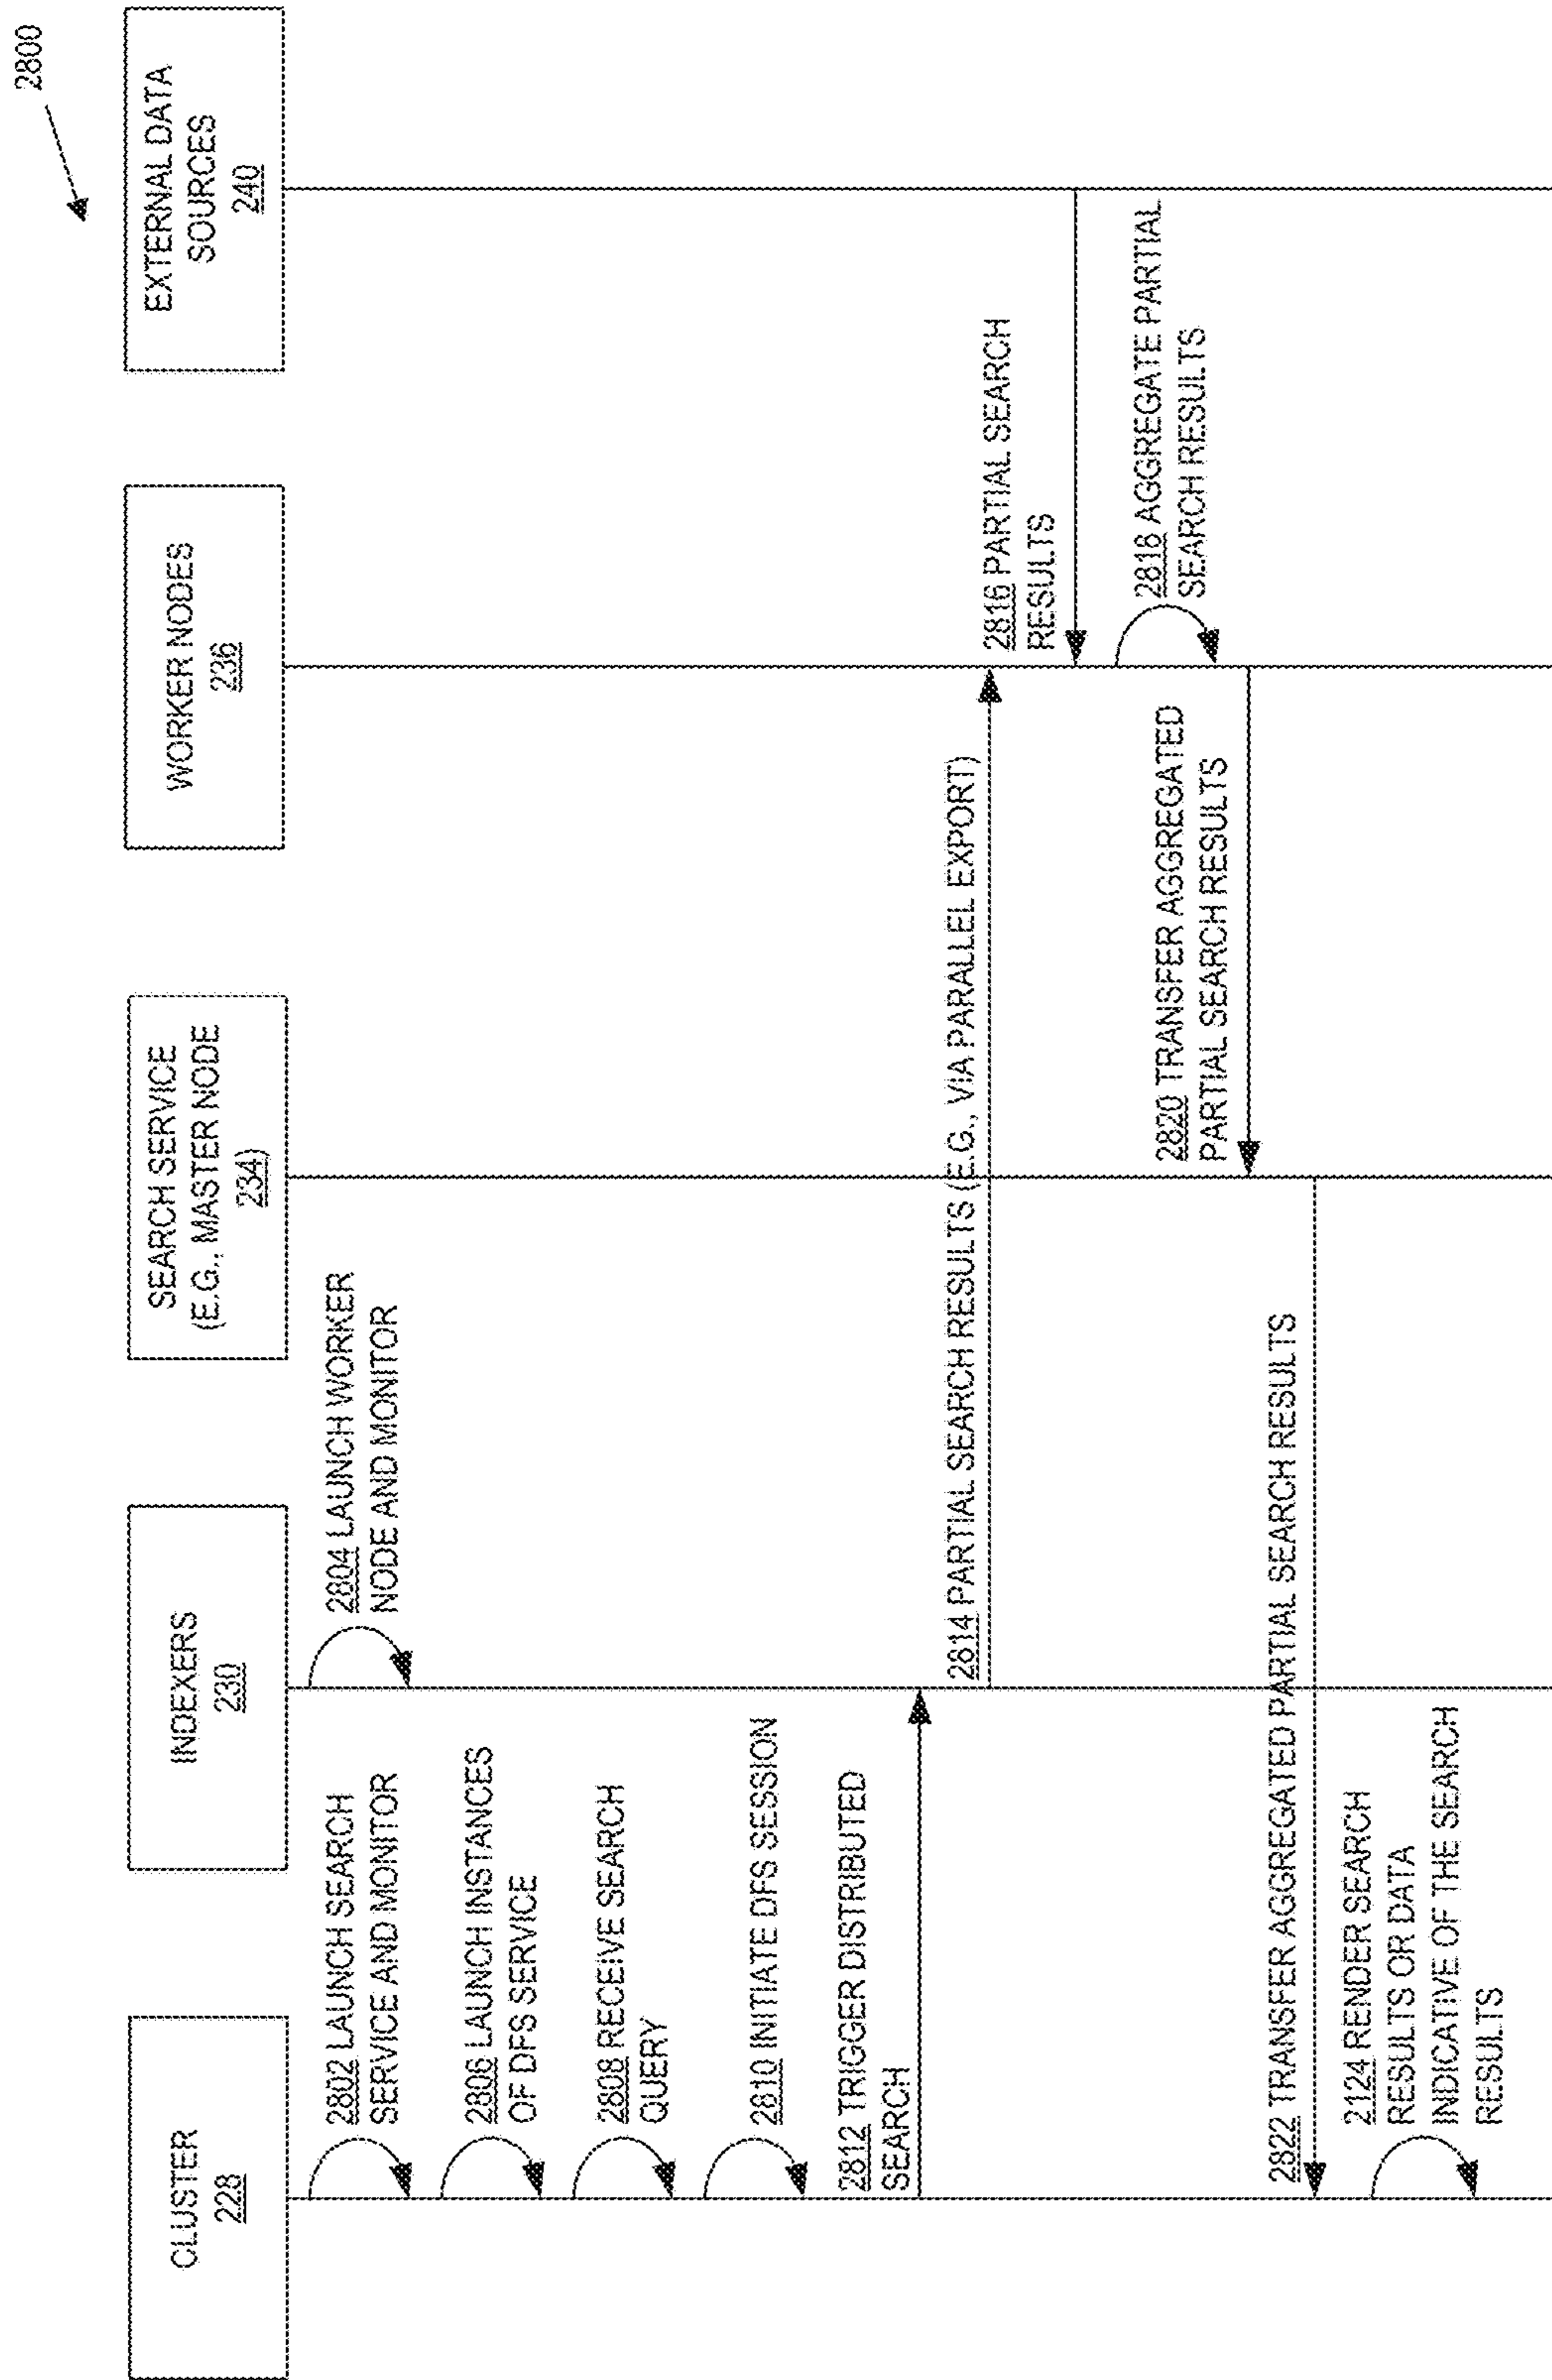 2800
CLUSTER
228
INDEXERS
230
SEARCH SERVICE
(E.G., MASTER NODE
234)
WORKER NODES
236
EXTERNAL DATA
SOURCES
240
2802 LAUNCH SEARCH
SERVICE AND MONITOR
2804 LAUNCH WORKER
NODE AND MONITOR
2806 LAUNCH INSTANCES
OF DFS SERVICE
2808 RECEIVE SEARCH
QUERY
2810 INITIATE DFS SESSION
2812 TRIGGER DISTRIBUTED
SEARCH
2814 PARTIAL SEARCH RESULTS (E.G., VIA PARALLEL EXPORT)
2816 PARTIAL SEARCH
RESULTS
2818 AGGREGATE PARTIAL
SEARCH RESULTS
2820 TRANSFER AGGREGATED
PARTIAL SEARCH RESULTS
2822 TRANSFER AGGREGATED PARTIAL SEARCH RESULTS
2124 RENDER SEARCH
RESULTS OR DATA
INDICATIVE OF THE SEARCH
RESULTS